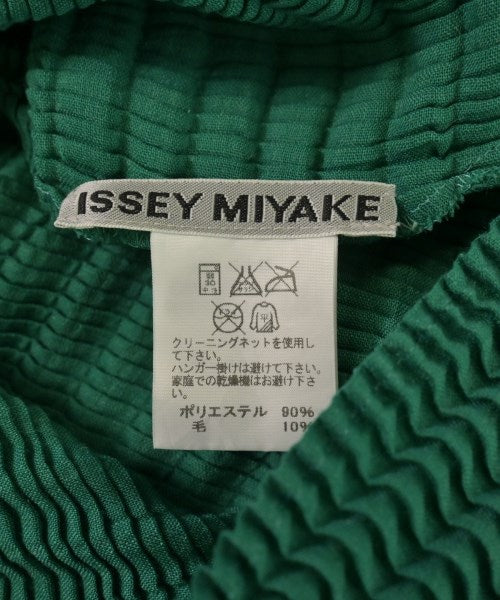 ISSEY MIYAKE
クリーニングネットを使用し
て下さい。
ハンガー掛けは避けて下さい。
家庭での乾燥機はお避け下さ
い。
ポリエステル 90%
毛 10%